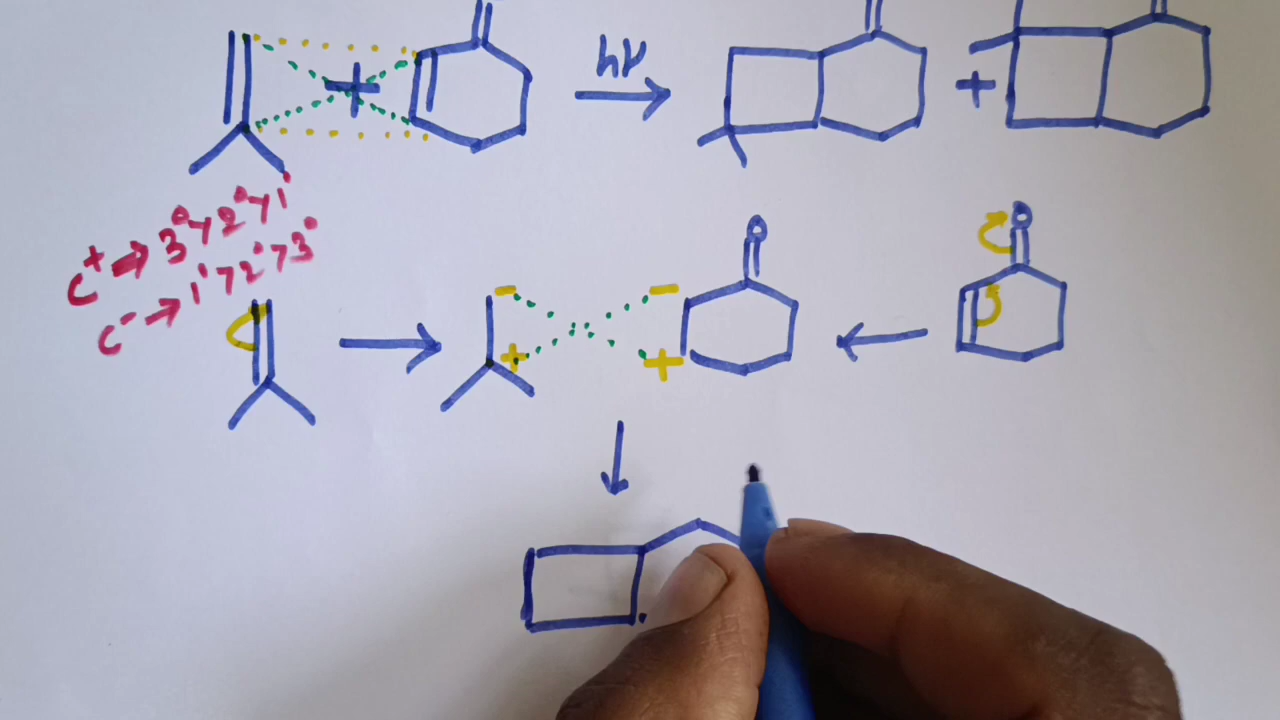 + hν +
C⁺ → 3°>2°>1°
C⁻ → 1°>2°>3°
− − O O
+ +